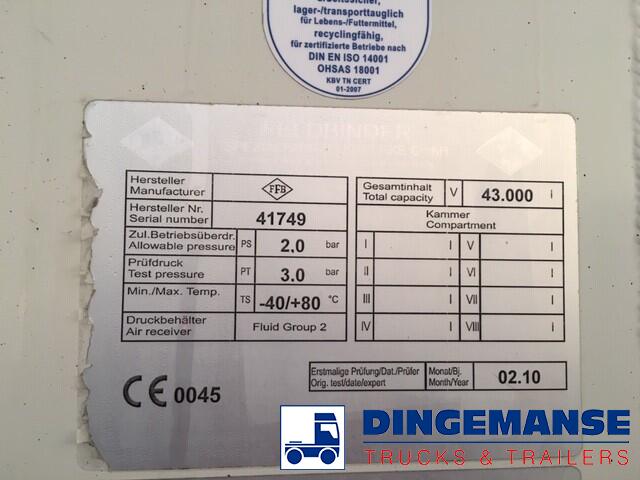 lager-/transporttauglich
für Lebens-/Futtermittel,
recyclingfähig,
für zertifizierte Betriebe nach
DIN EN ISO 14001
OHSAS 18001
KBV TN CERT
01-2007
Hersteller
Manufacturer
FFB
Hersteller Nr.
Serial number
41749
Zul.Betriebsüberdr.
Allowable pressure
PS
2.0 bar
Prüfdruck
Test pressure
PT
3.0 bar
Min./Max. Temp.
TS
-40/+80 °C
Druckbehälter
Air receiver
Fluid Group 2
Gesamtinhalt
Total capacity
V
43.000 l
Kammer
Compartment
I l V l
II l VI l
III l VII l
IV l VIII l
CE 0045
Erstmalige Prüfung/Dat./Prüfer
Orig. test/date/expert
Monat/Bj.
Month/Year
02.10
DINGEMANSE
TRUCKS & TRAILERS